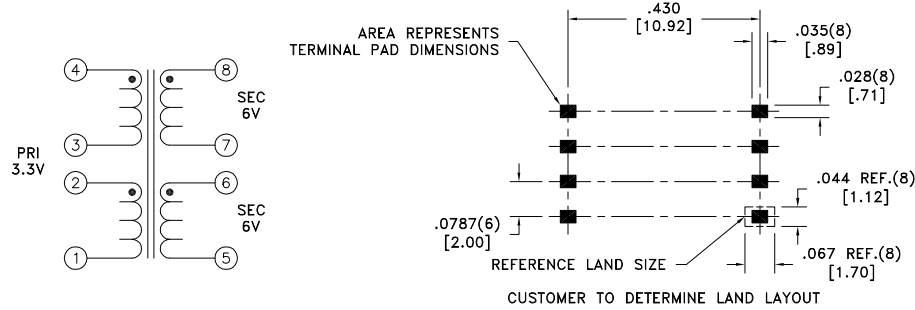 4
8
SEC
6V
3
7
PRI
3.3V
2
6
SEC
6V
1
5
.430
[10.92]
AREA REPRESENTS
TERMINAL PAD DIMENSIONS
.035(8)
[.89]
.028(8)
[.71]
.044 REF.(8)
[1.12]
.0787(6)
[2.00]
REFERENCE LAND SIZE
.067 REF.(8)
[1.70]
CUSTOMER TO DETERMINE LAND LAYOUT